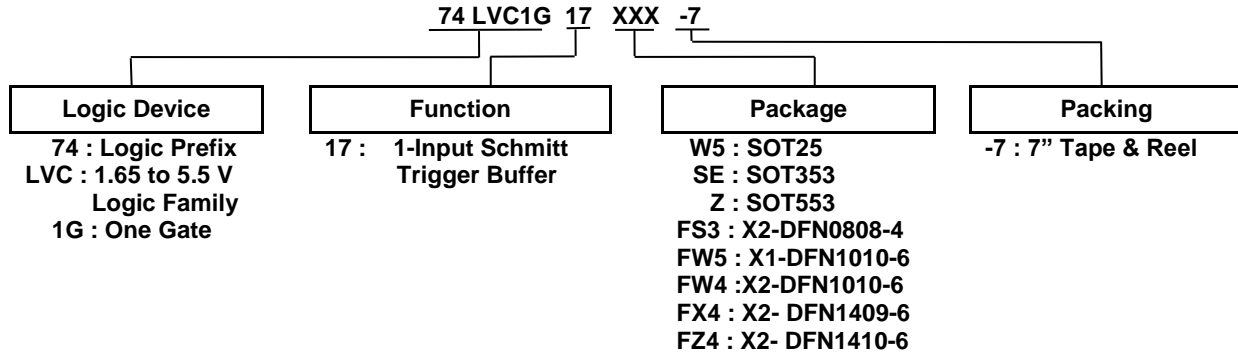 74 LVC1G 17 XXX -7
Logic Device
74 : Logic Prefix
LVC : 1.65 to 5.5 V
Logic Family
1G : One Gate
Function
17 : 1-Input Schmitt
Trigger Buffer
Package
W5 : SOT25
SE : SOT353
Z : SOT553
FS3 : X2-DFN0808-4
FW5 : X1-DFN1010-6
FW4 :X2-DFN1010-6
FX4 : X2- DFN1409-6
FZ4 : X2- DFN1410-6
Packing
-7 : 7” Tape & Reel